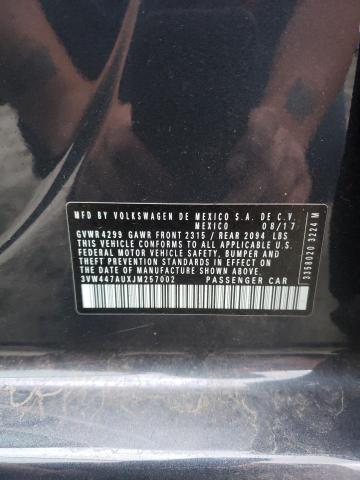 MFD BY VOLKSWAGEN DE MEXICO S.A. DE C.V.
MEXICO 08/17
GVWR4299 GAWR FRONT 2315 / REAR 2094 LBS
THIS VEHICLE CONFORMS TO ALL APPLICABLE U.S.
FEDERAL MOTOR VEHICLE SAFETY, BUMPER AND
THEFT PREVENTION STANDARDS IN EFFECT ON
THE DATE OF MANUFACTURE SHOWN ABOVE.
3VW447AUXJM257002 PASSENGER CAR
3358020 3224 M